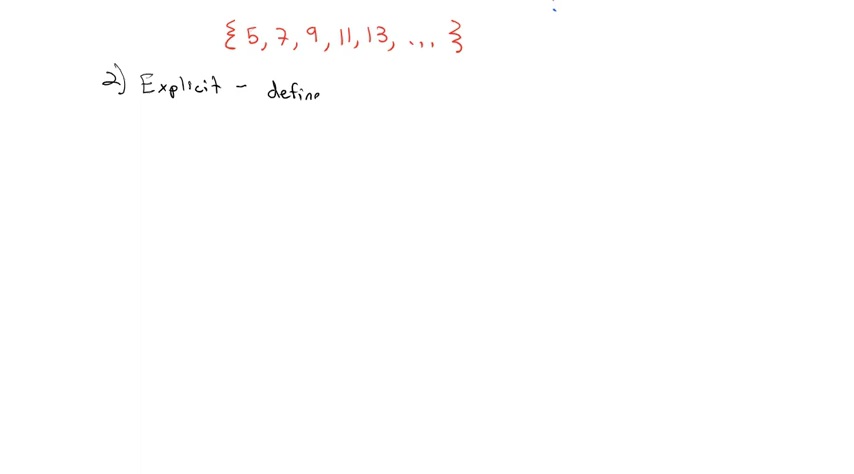 { 5, 7, 9, 11, 13, ... }
2) Explicit - define